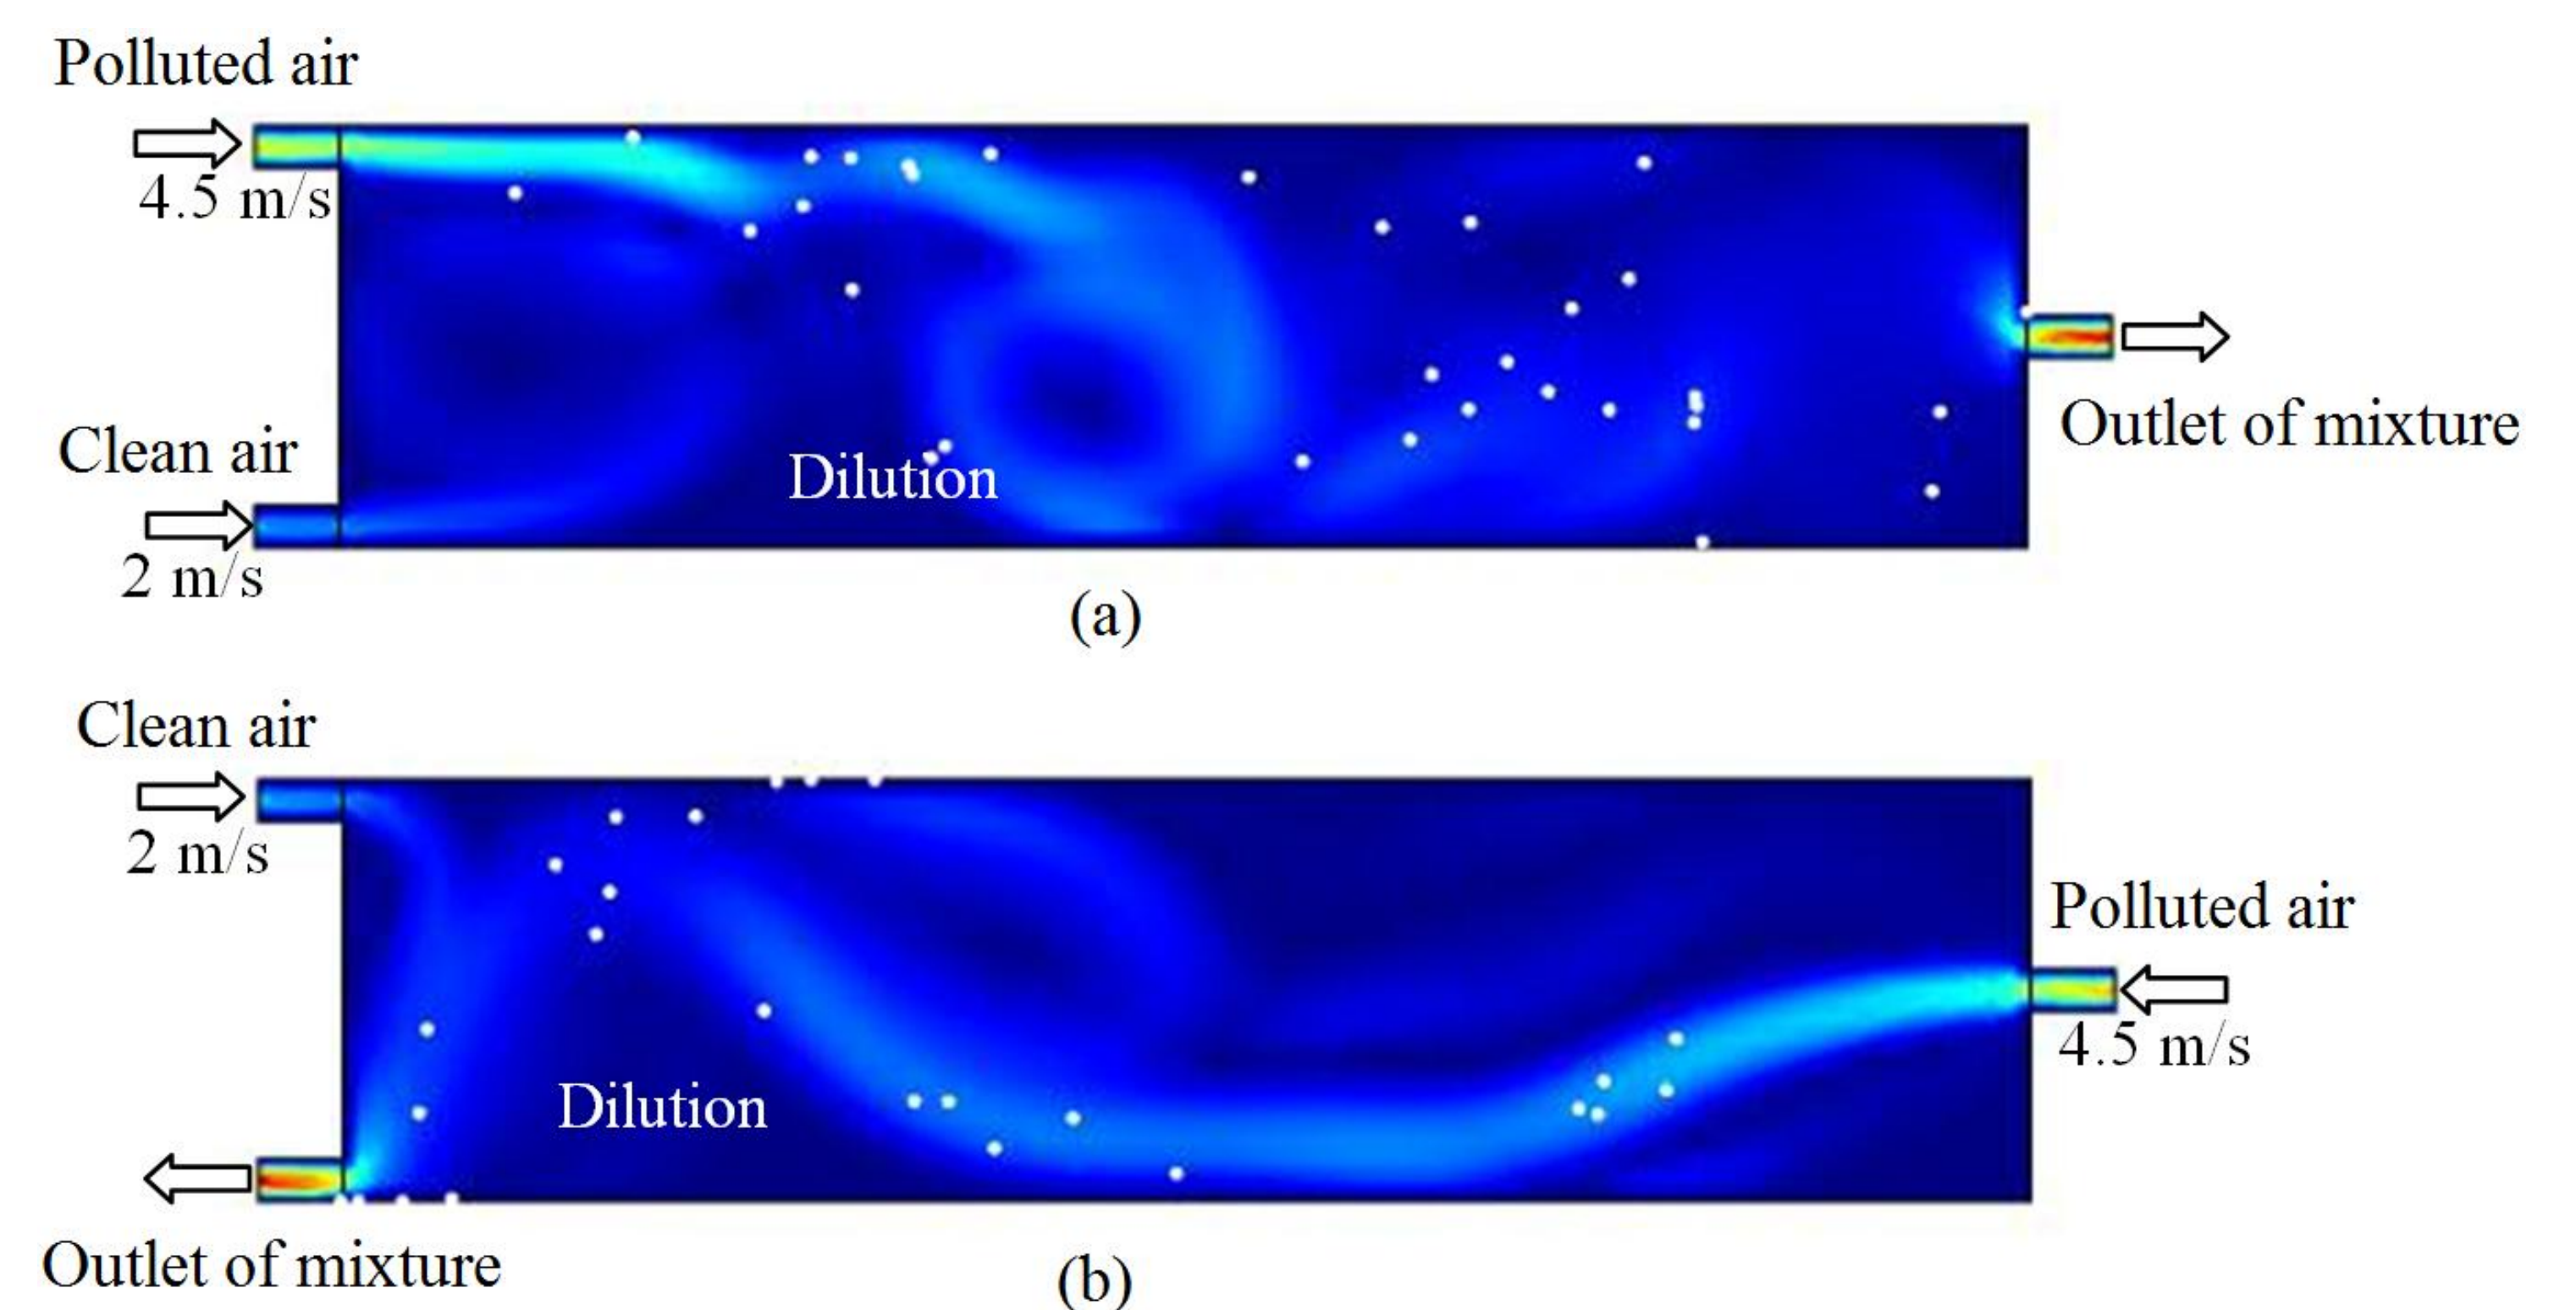 Polluted air
4.5 m/s
Clean air
2 m/s
Dilution
Outlet of mixture
(a)
Clean air
2 m/s
Polluted air
4.5 m/s
Dilution
Outlet of mixture
(b)